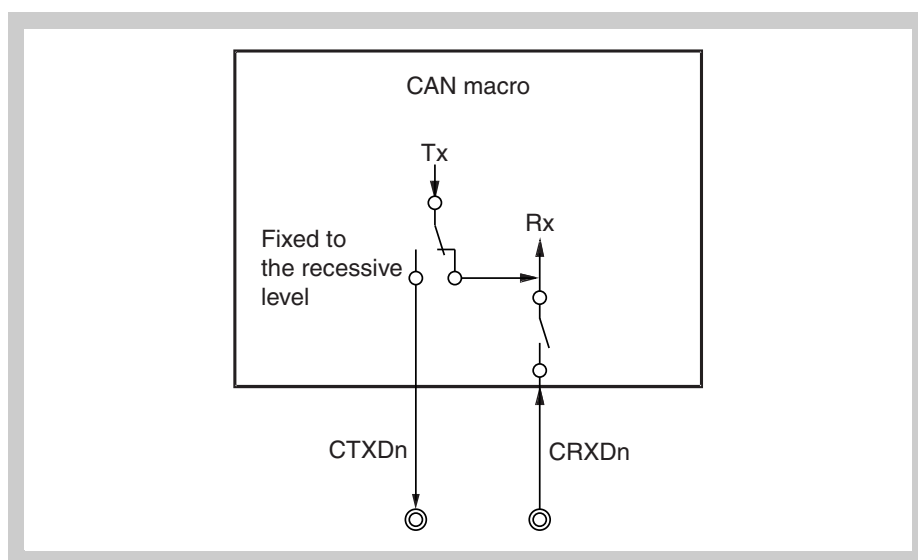 CAN macro
Tx
Rx
Fixed to
the recessive
level
CTXDn
CRXDn